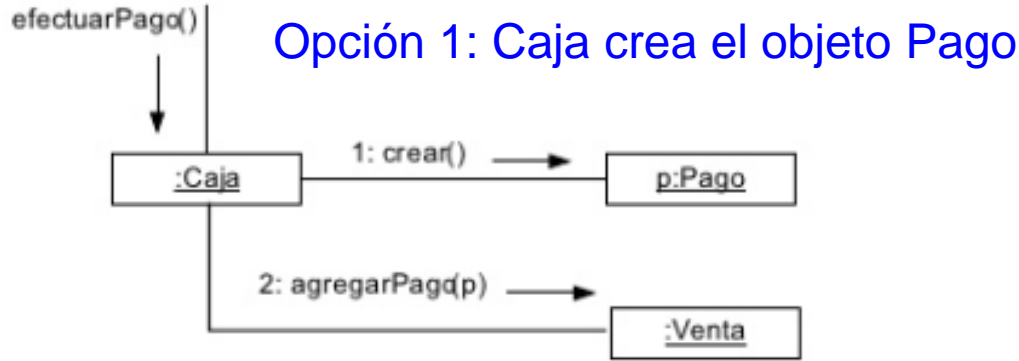 efectuarPago()
Opción 1: Caja crea el objeto Pago
1: crear()
:Caja
p:Pago
2: agregarPago(p)
:Venta